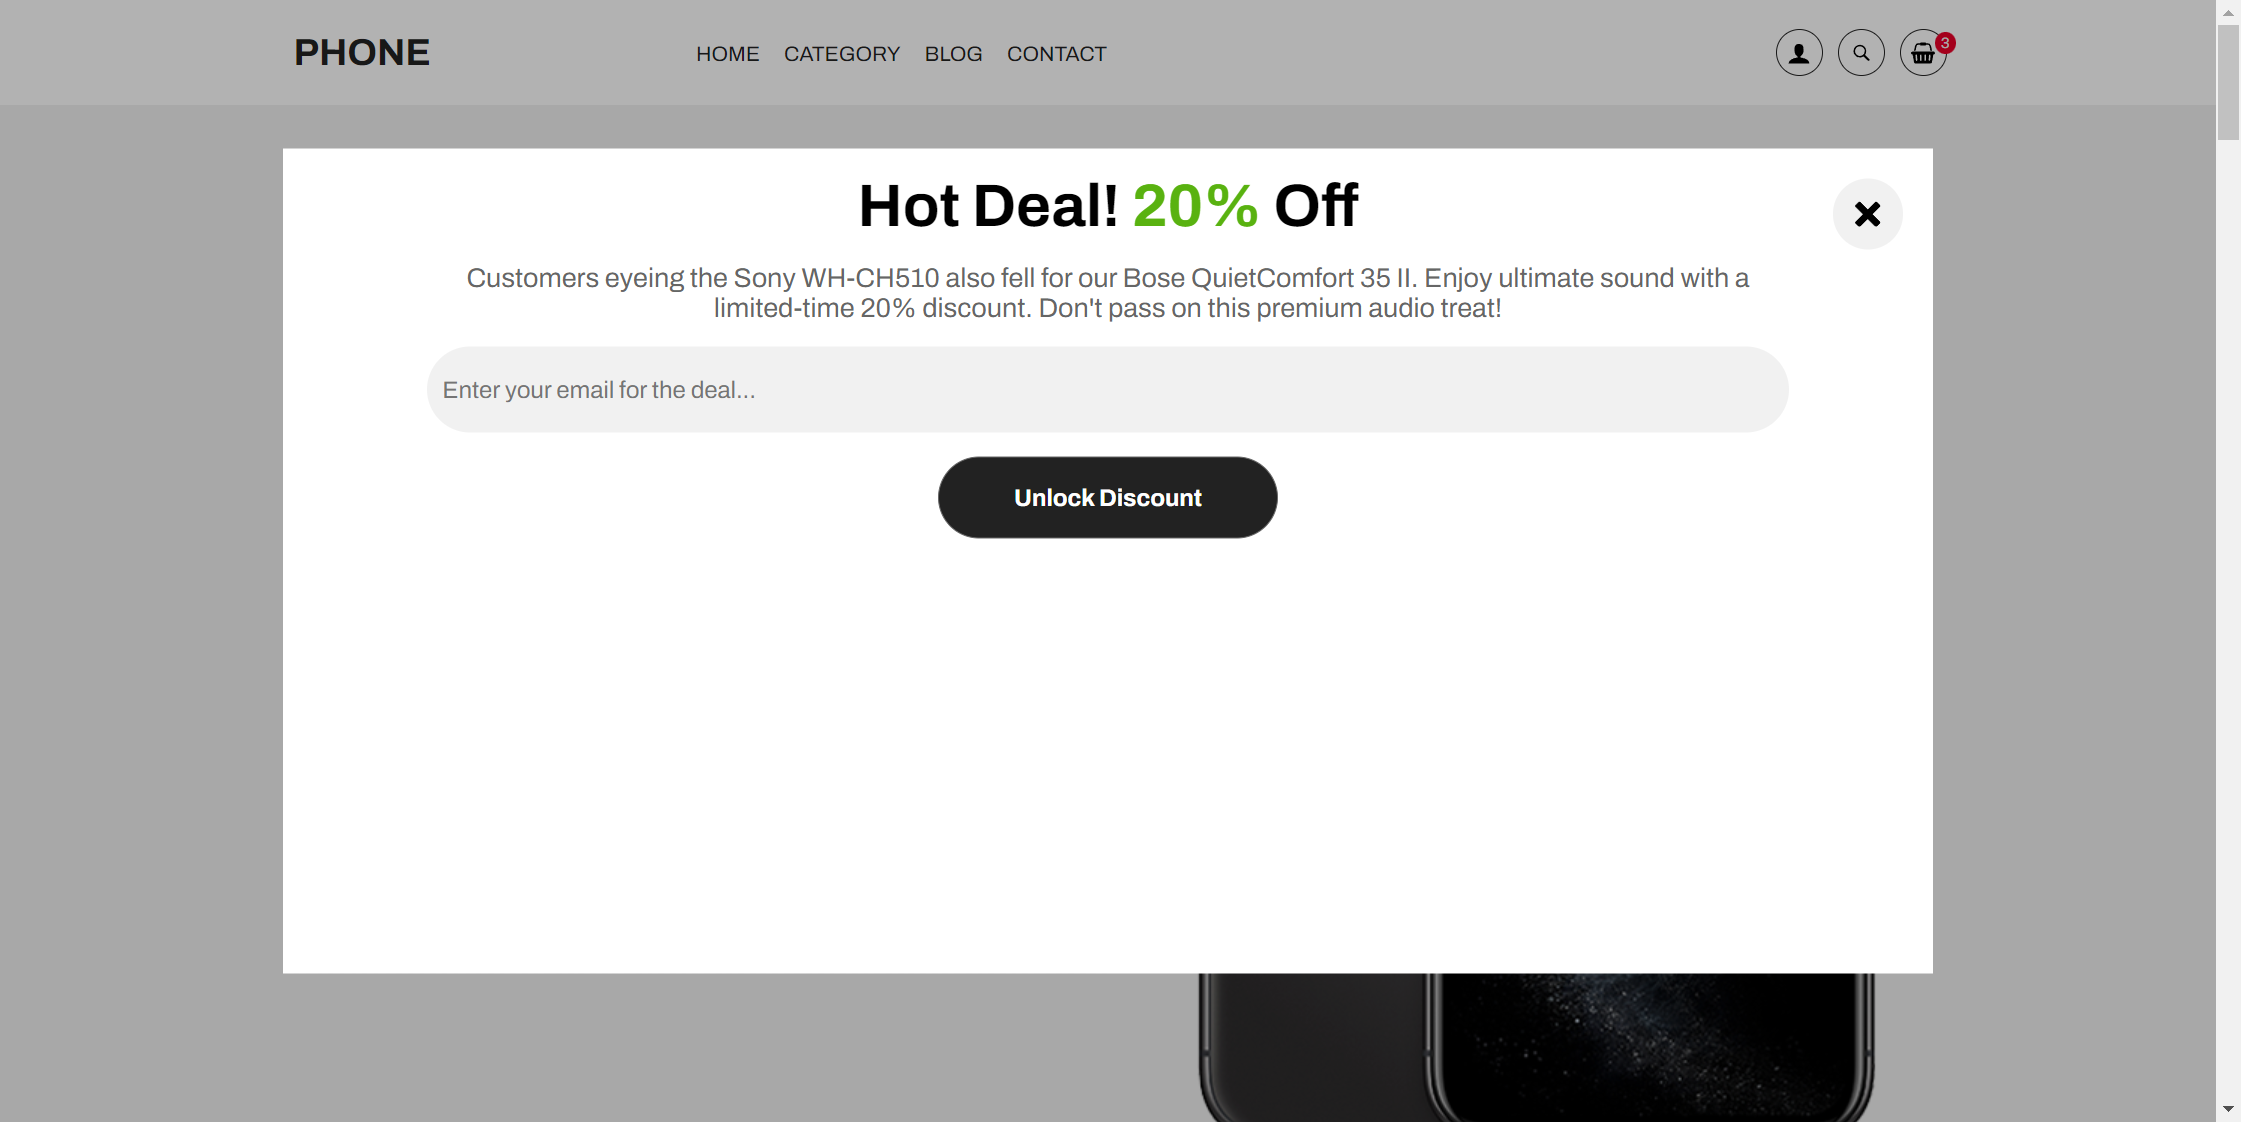 PHONE
HOME CATEGORY BLOG CONTACT
3
Hot Deal! 20% Off
Customers eyeing the Sony WH-CH510 also fell for our Bose QuietComfort 35 II. Enjoy ultimate sound with a
limited-time 20% discount. Don't pass on this premium audio treat!
Enter your email for the deal...
Unlock Discount